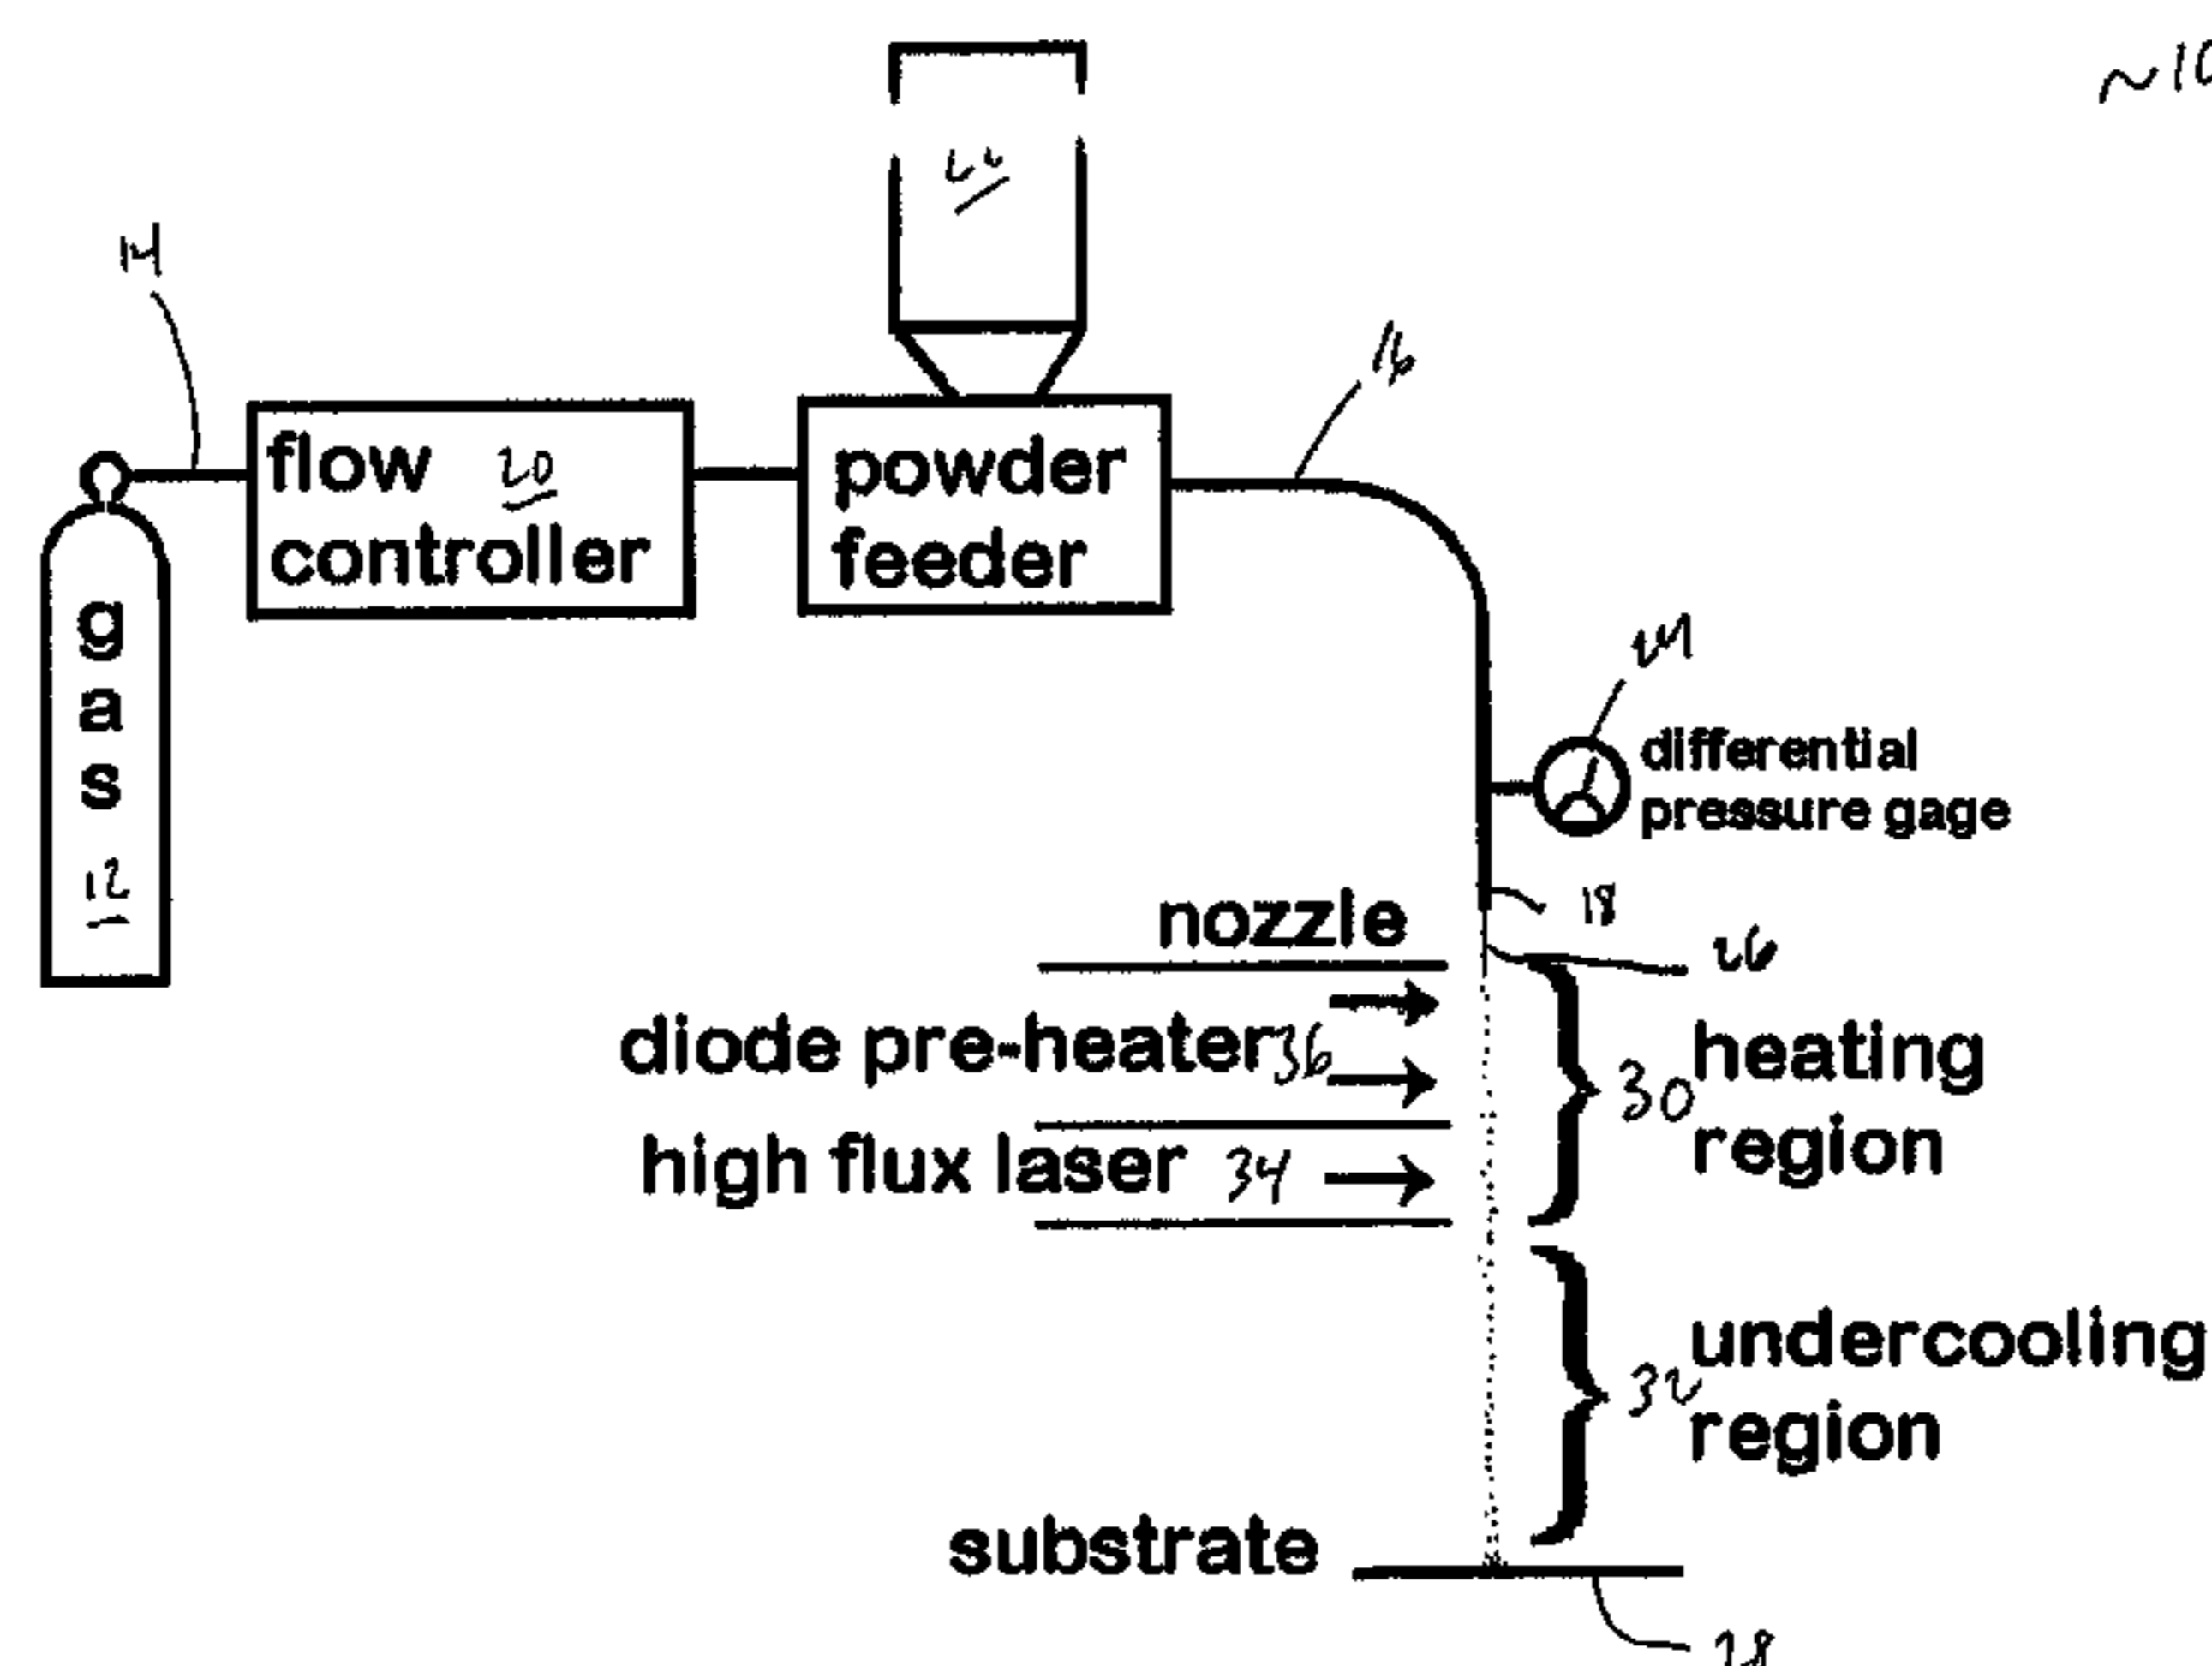 ~10
14
16
flow 20
controller
powder
feeder
g
a
s
12
24
differential
pressure gage
18
nozzle
26
diode pre-heater 36
30 heating
region
high flux laser 34
32 undercooling
region
substrate
28